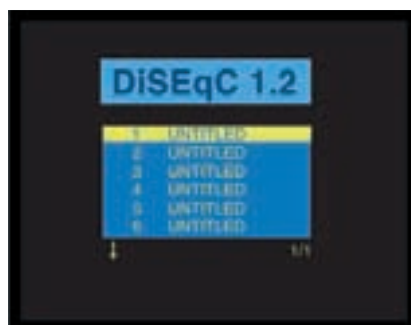 DiSEqC 1.2
1 UNTITLED
2 UNTITLED
3 UNTITLED
4 UNTITLED
5 UNTITLED
6 UNTITLED
1/1